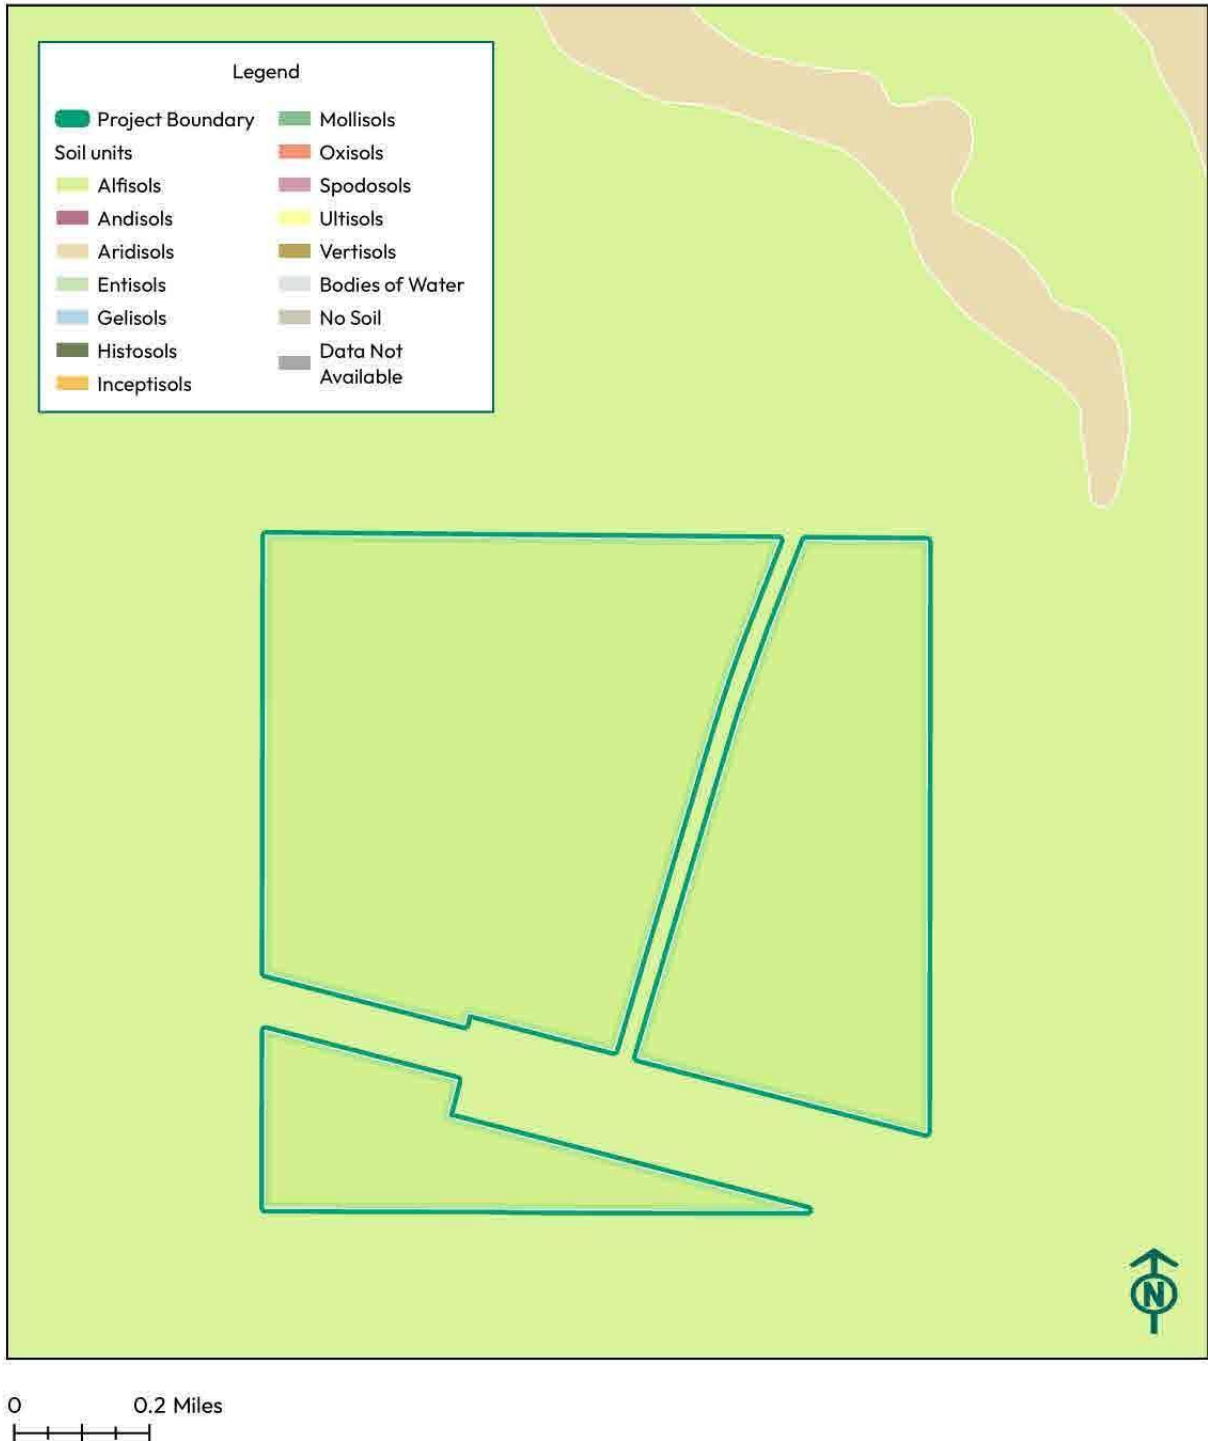 Legend
Project Boundary
Soil units
Alfisols
Andisols
Aridisols
Entisols
Gelisols
Histosols
Inceptisols
Mollisols
Oxisols
Spodosols
Ultisols
Vertisols
Bodies of Water
No Soil
Data Not
Available
N
0 0.2 Miles